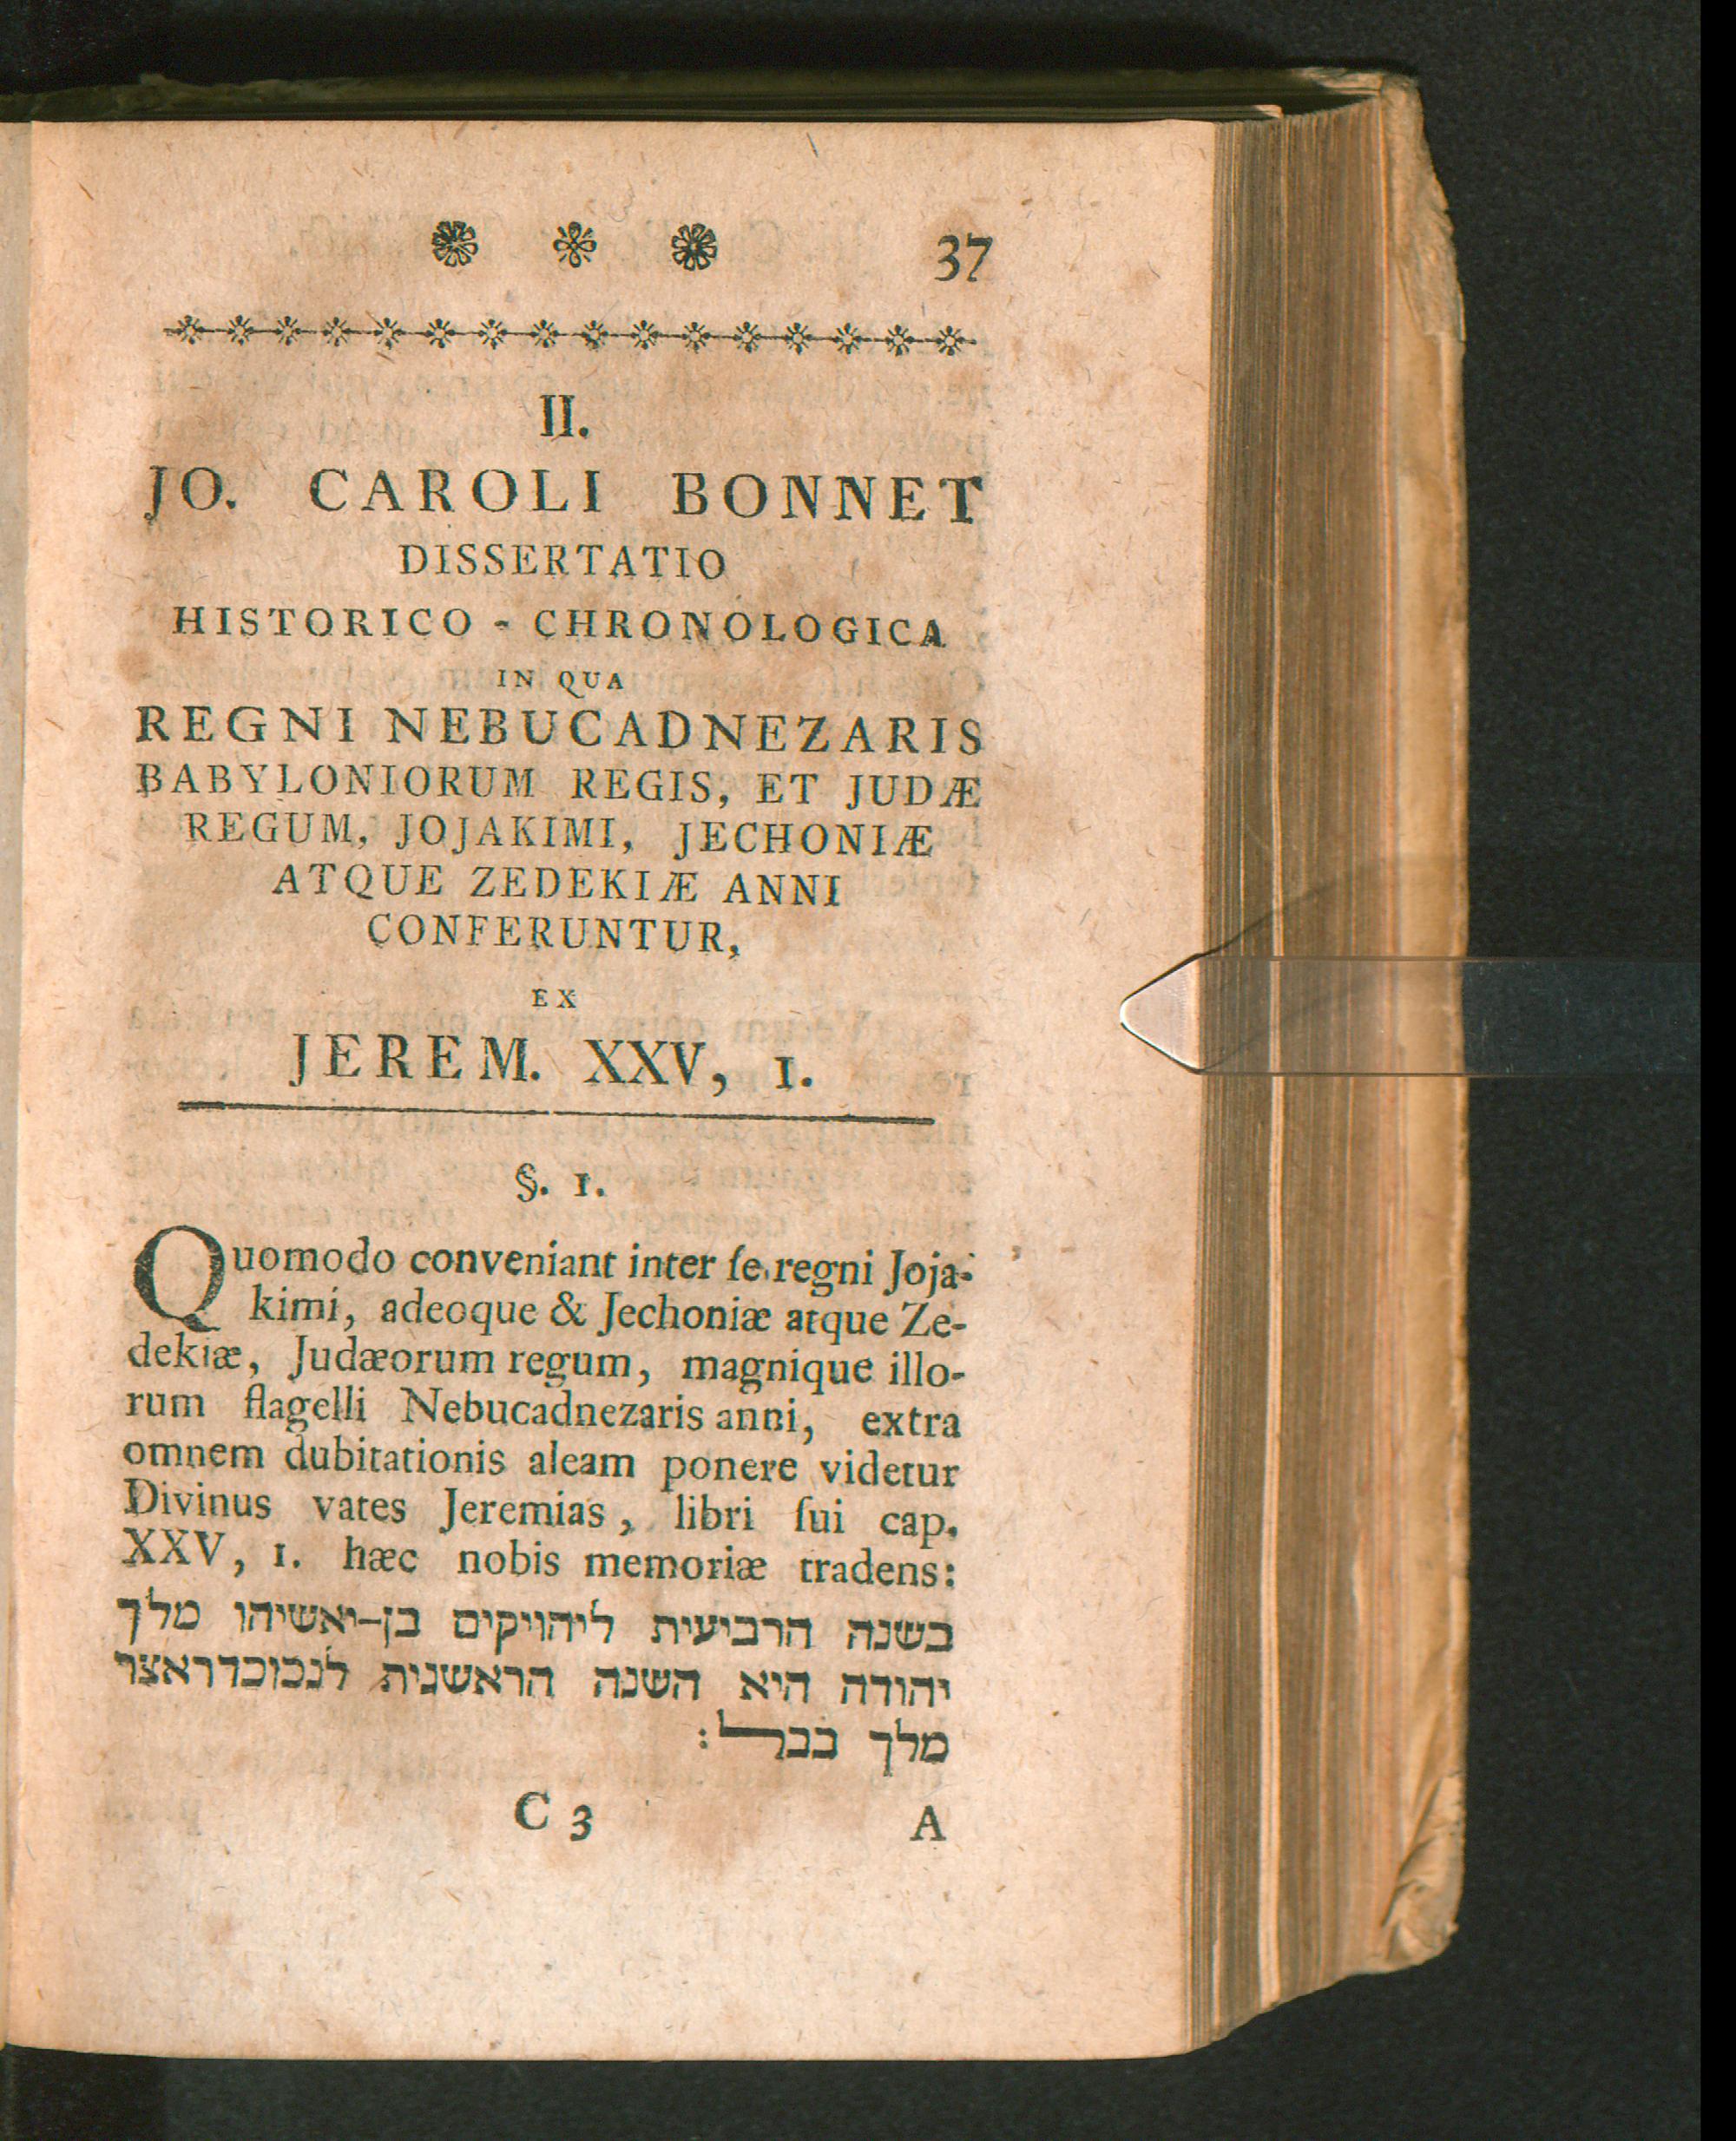 37
II.
JO. CAROLI BONNET
DISSERTATIO
HISTORICO - CHRONOLOGICA
IN QUA
REGNI NEBUCADNEZARIS
BABYLONIORUM REGIS, ET JUDÆ
REGUM, JOJAKIMI, JECHONIÆ
ATQUE ZEDEKIÆ ANNI
CONFERUNTUR,
EX
JEREM. XXV, 1.
§. 1.
Quomodo conveniant inter ſe regni Joja-
kimi, adeoque & Jechoniæ atque Ze-
dekiæ, Judæorum regum, magnique illo-
rum flagelli Nebucadnezaris anni, extra
omnem dubitationis aleam ponere videtur
Divinus vates Jeremias, libri ſui cap.
XXV, 1. hæc nobis memoriæ tradens:
בשנה הרביעית ליהויקים בן־יאשיהו מלך
יהודה היא השנה הראשנית לנבוכדראצר
מלך בבל:
C 3 A